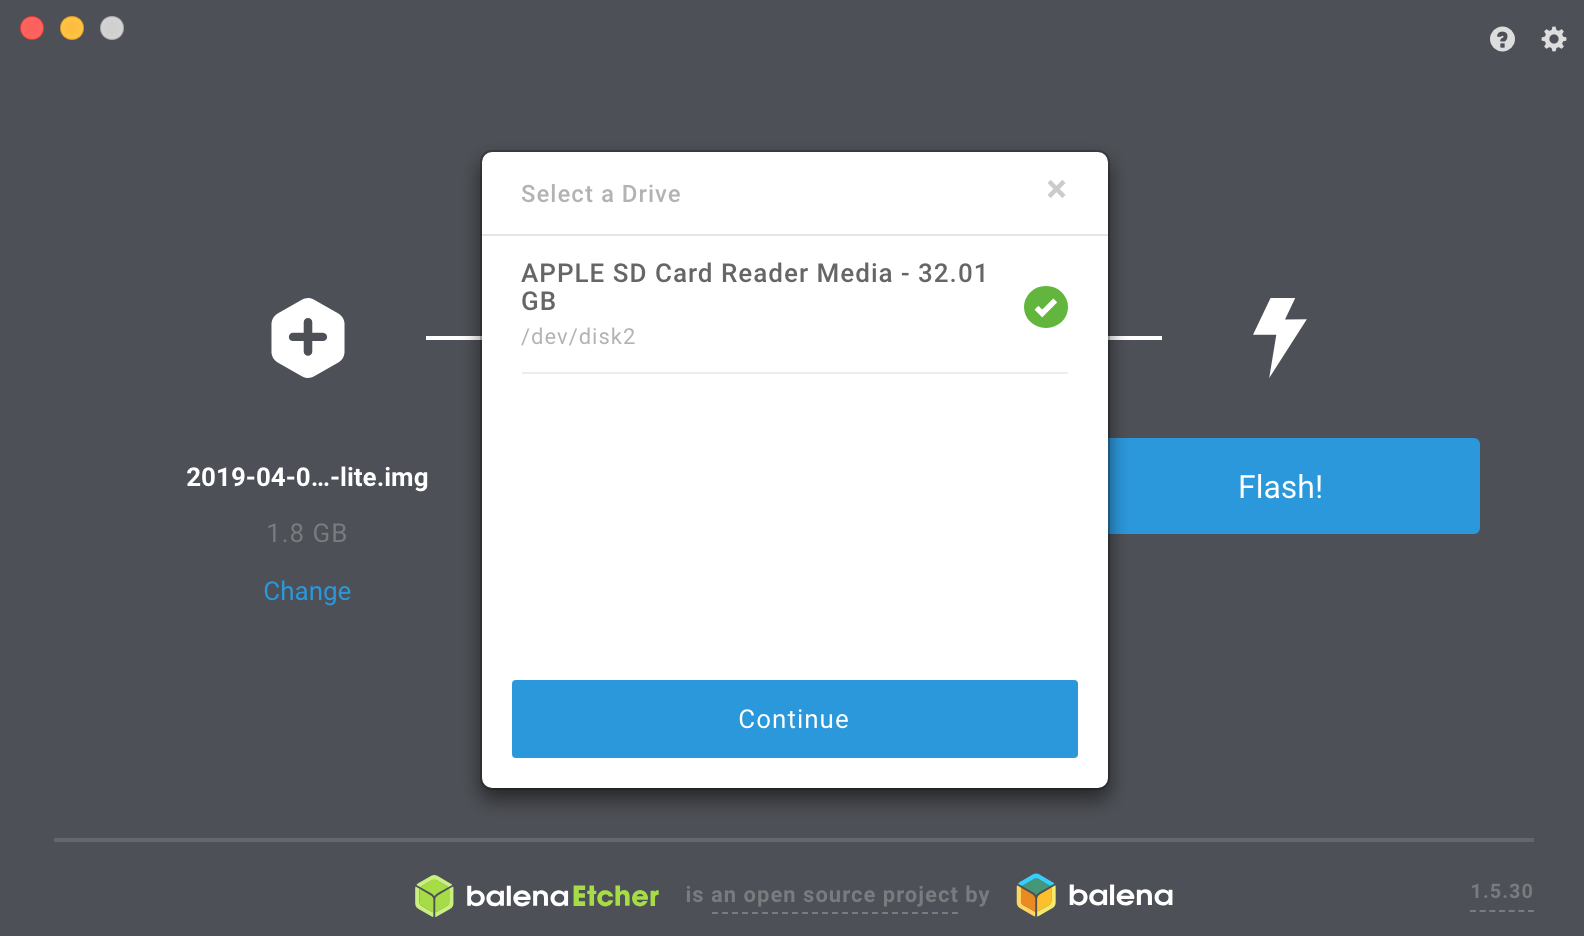 Select a Drive
APPLE SD Card Reader Media - 32.01
GB
/dev/disk2
2019-04-0...-lite.img
1.8 GB
Change
Flash!
Continue
balenaEtcher is an open source project by balena
1.5.30